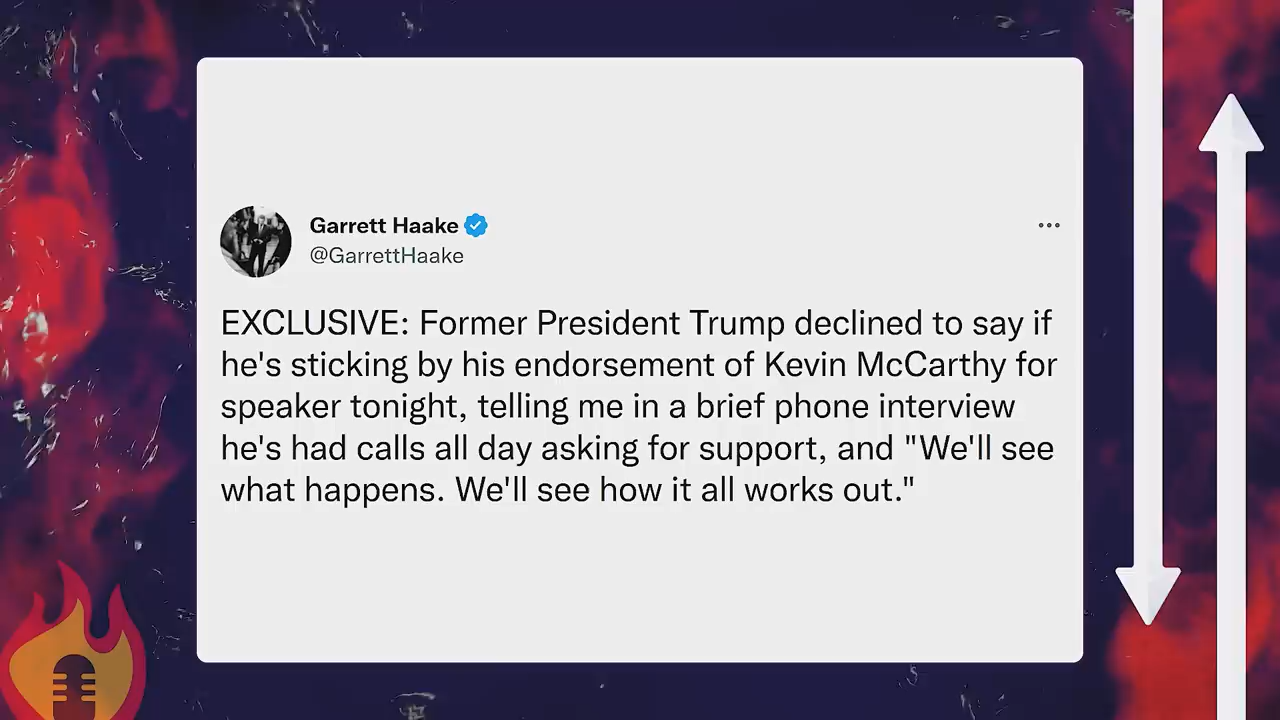 Garrett Haake
@GarrettHaake
EXCLUSIVE: Former President Trump declined to say if
he's sticking by his endorsement of Kevin McCarthy for
speaker tonight, telling me in a brief phone interview
he's had calls all day asking for support, and "We'll see
what happens. We'll see how it all works out."